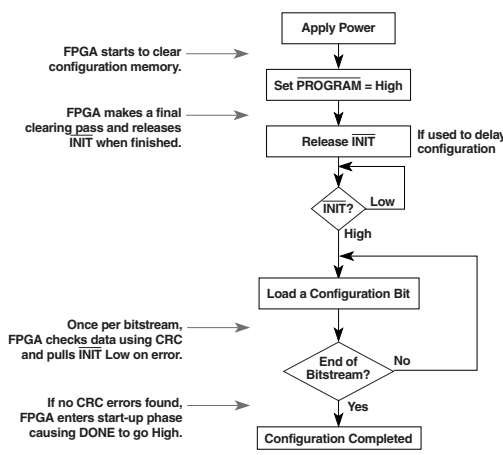 Apply Power
FPGA starts to clear
configuration memory.
Set PROGRAM = High
FPGA makes a final
clearing pass and releases
INIT when finished.
Release INIT
If used to delay
configuration
INIT?
Low
High
Load a Configuration Bit
Once per bitstream,
FPGA checks data using CRC
and pulls INIT Low on error.
End of
Bitstream?
No
Yes
If no CRC errors found,
FPGA enters start-up phase
causing DONE to go High.
Configuration Completed